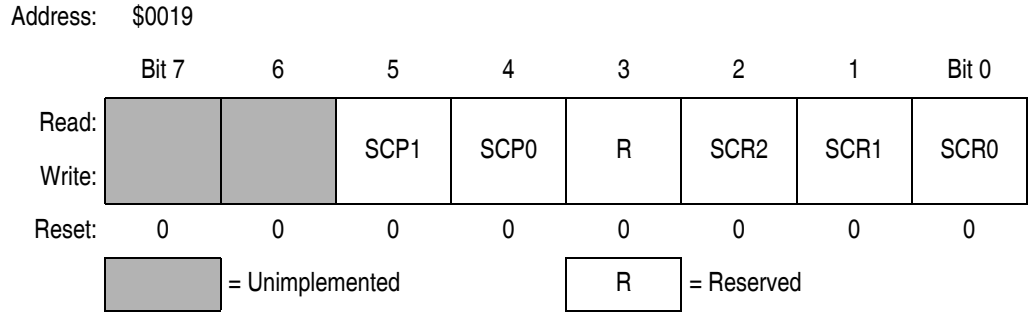 Address: $0019
Bit 7 6 5 4 3 2 1 Bit 0
Read:
SCP1 SCP0 R SCR2 SCR1 SCR0
Write:
Reset: 0 0 0 0 0 0 0 0
= Unimplemented R = Reserved